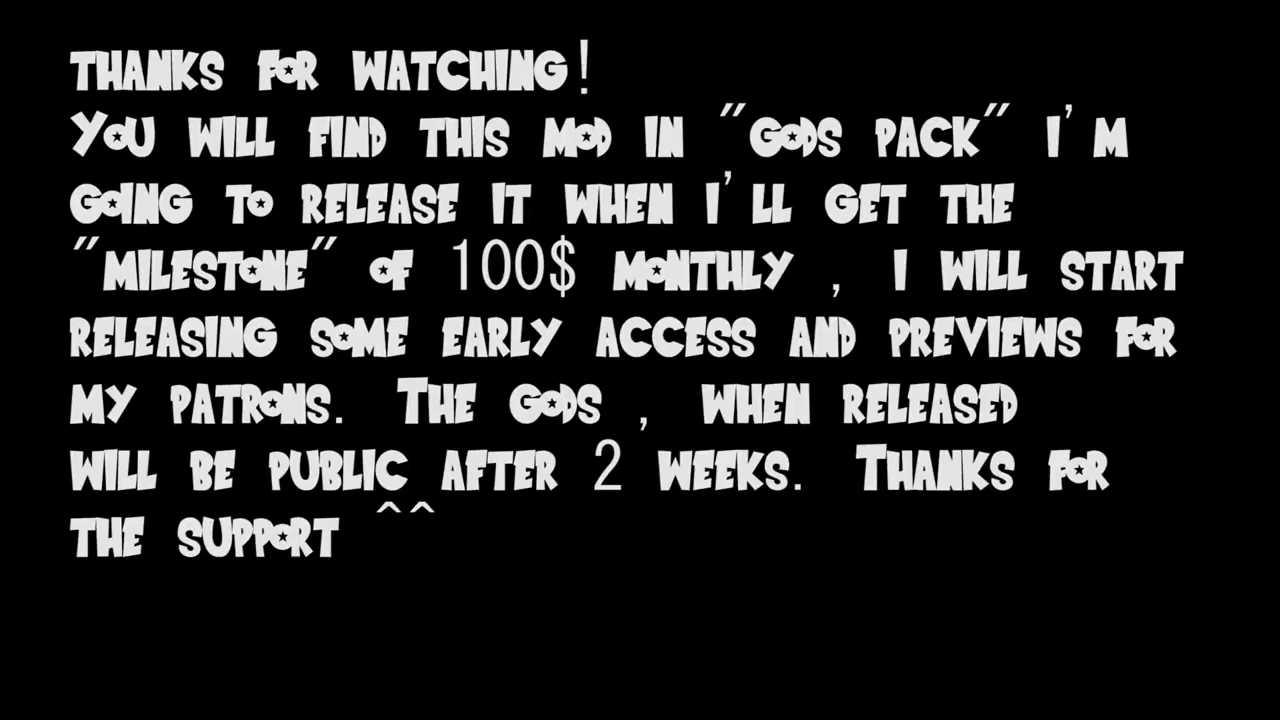 THANKS FOR WATCHING!
YOU WILL FIND THIS MOD IN "GODS PACK" I'M
GOING TO RELEASE IT WHEN I'LL GET THE
"MILESTONE" OF 100$ MONTHLY , I WILL START
RELEASING SOME EARLY ACCESS AND PREVIEWS FOR
MY PATRONS. THE GODS , WHEN RELEASED
WILL BE PUBLIC AFTER 2 WEEKS. THANKS FOR
THE SUPPORT ^^